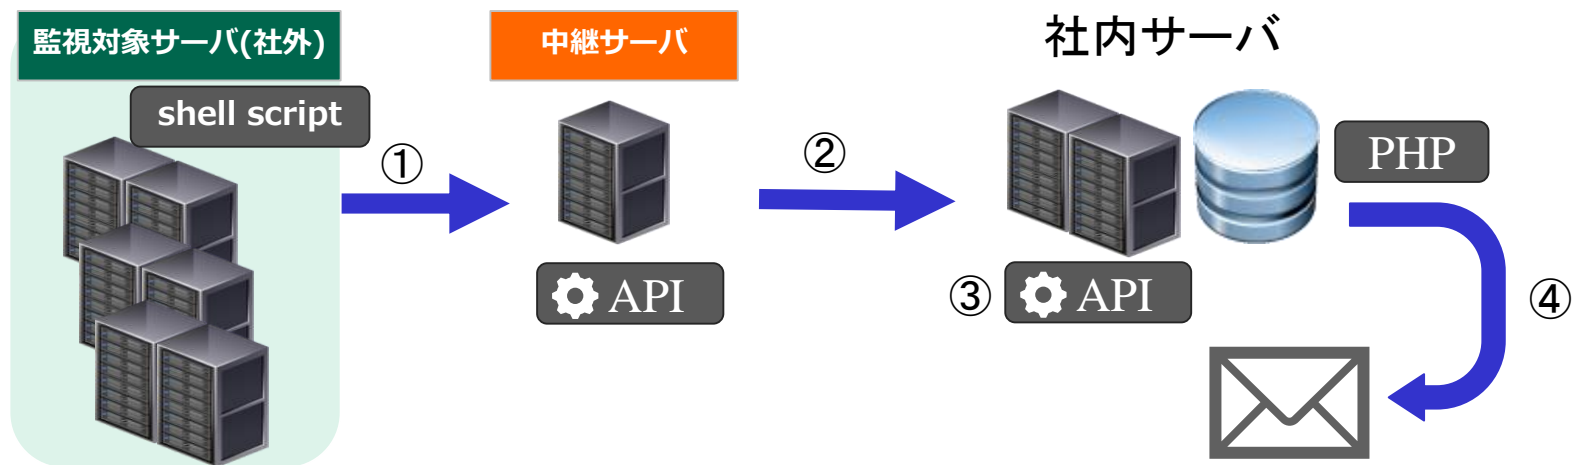 監視対象サーバ(社外)
中継サーバ
社内サーバ
shell script
①
②
PHP
API
③
API
④